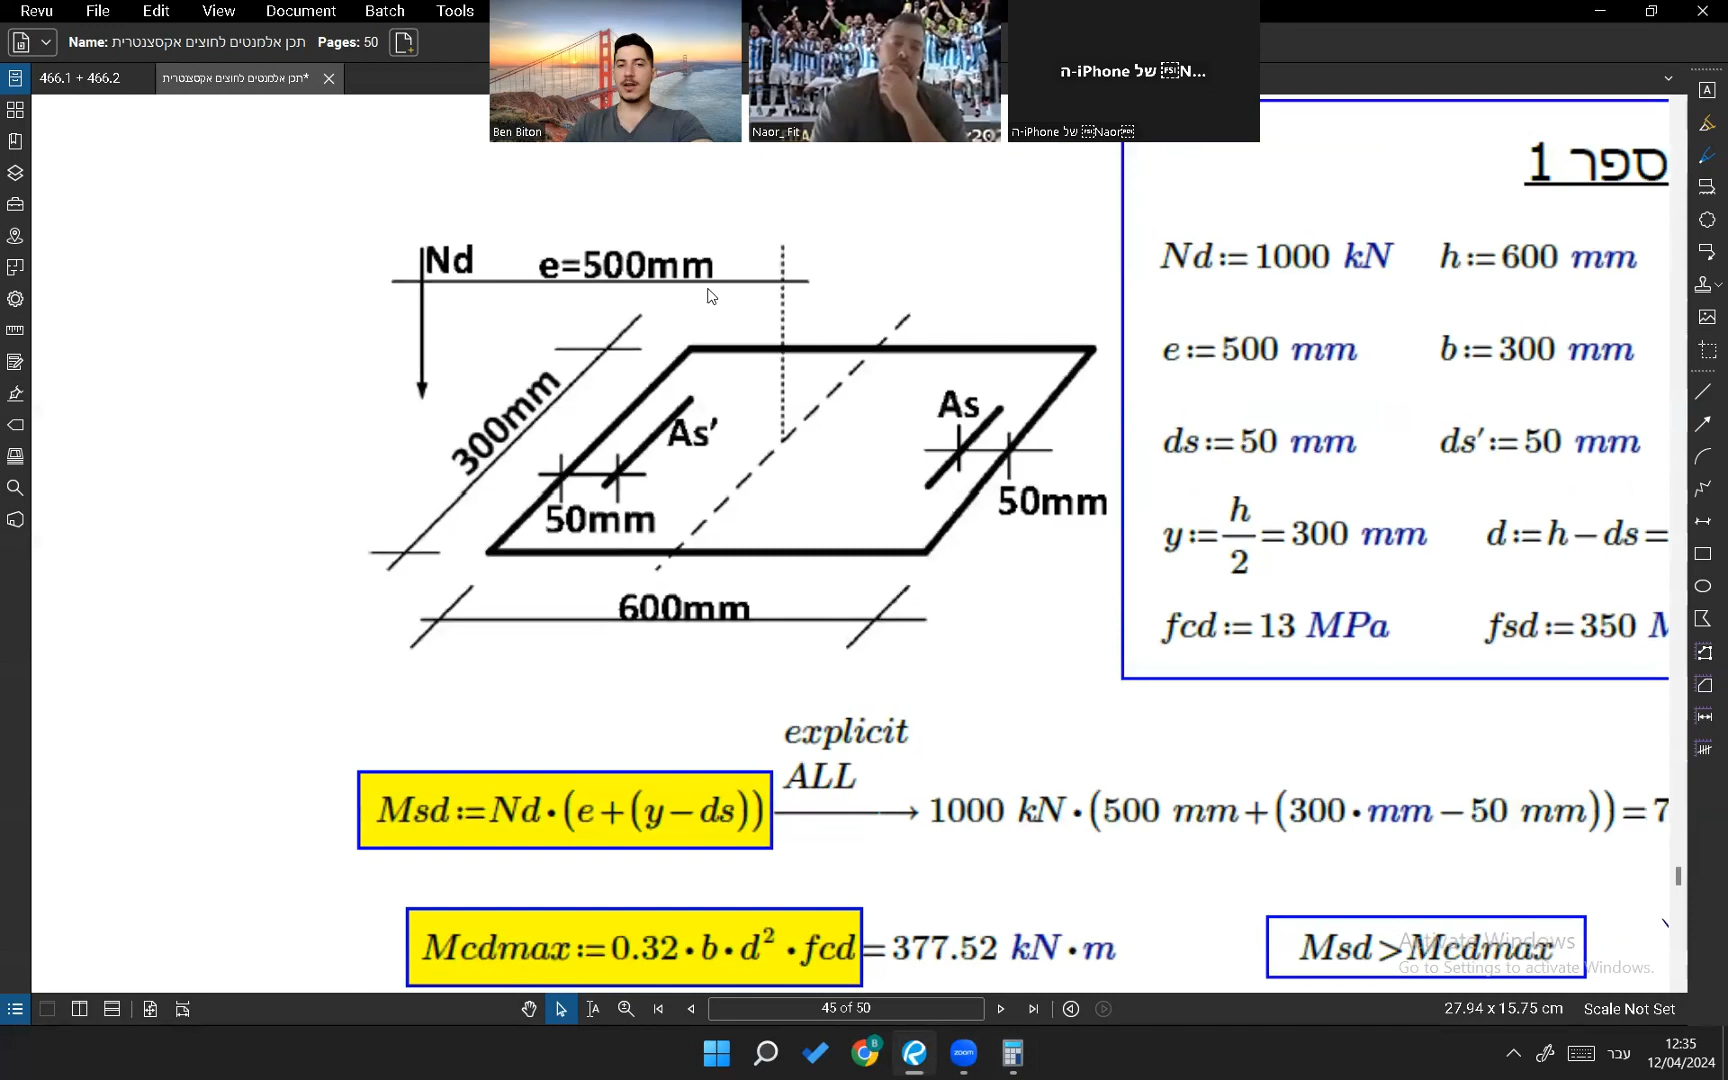 Revu File Edit View Document Batch Tools
Name: תכן אלמנטים לחוצים אקסצנטרית Pages: 50
466.1 + 466.2
תכן אלמנטים לחוצים אקסצנטרית*
ה-iPhone של N...
Ben Biton
Naor_Fit
ה-iPhone של Naor
ספר 1
Nd
e=500mm
300mm
As'
As
50mm
50mm
600mm
Nd:=1000 kN h:=600 mm
e:=500 mm b:=300 mm
ds:=50 mm ds':=50 mm
y:=h/2=300 mm d:=h−ds=
fcd:=13 MPa fsd:=350 M
explicit
ALL
Msd:=Nd•(e+(y−ds)) → 1000 kN•(500 mm+(300•mm−50 mm))=7
Mcdmax:=0.32•b•d²•fcd=377.52 kN•m
Msd>Mcdmax
Activate Windows
Go to Settings to activate Windows.
45 of 50
27.94 x 15.75 cm Scale Not Set
zoom
עבר
12:35
12/04/2024